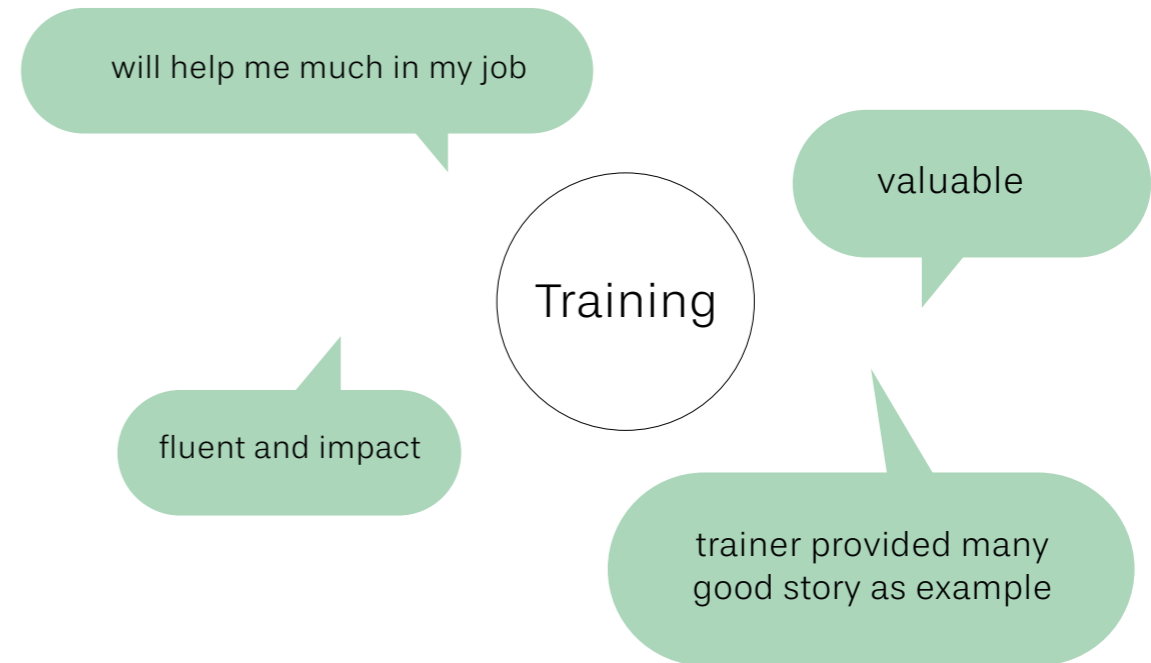 will help me much in my job
valuable
Training
fluent and impact
trainer provided many
good story as example